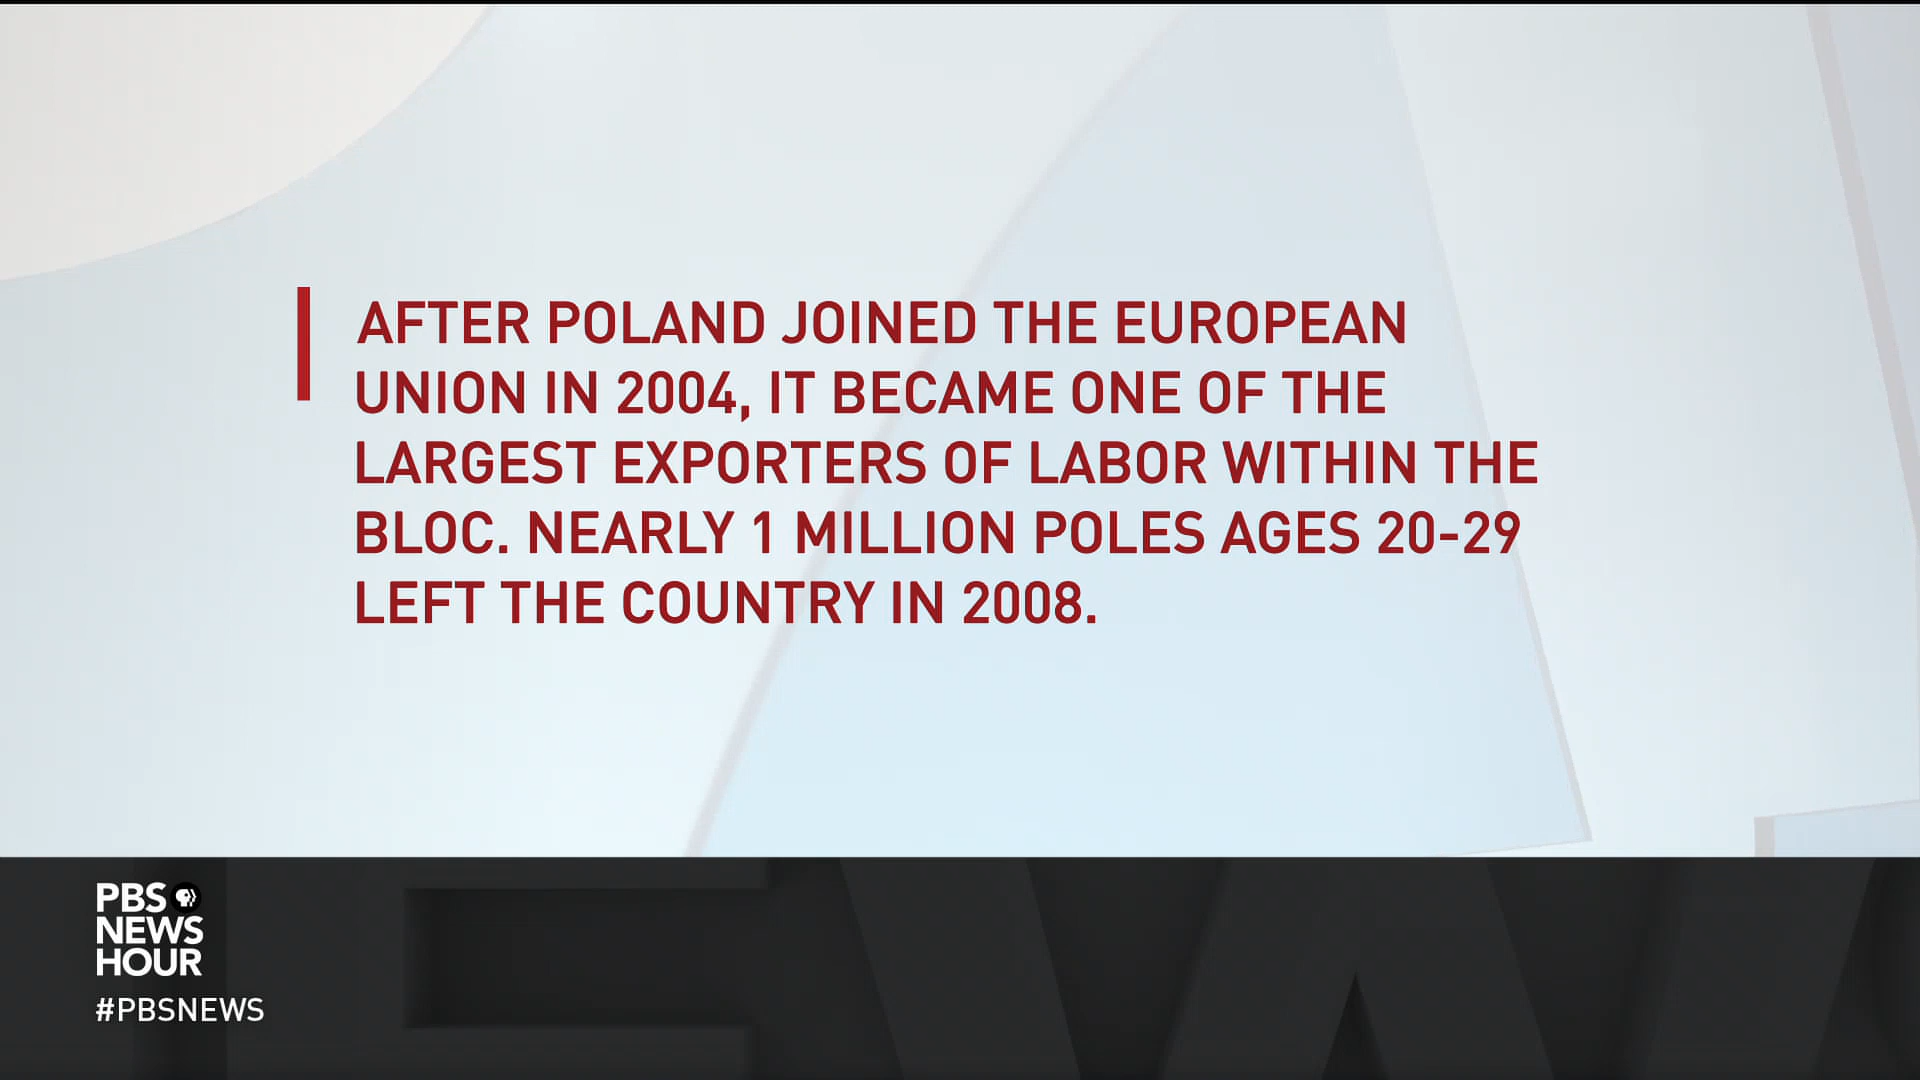 AFTER POLAND JOINED THE EUROPEAN
UNION IN 2004, IT BECAME ONE OF THE
LARGEST EXPORTERS OF LABOR WITHIN THE
BLOC. NEARLY 1 MILLION POLES AGES 20-29
LEFT THE COUNTRY IN 2008.
PBS
NEWS
HOUR
#PBSNEWS